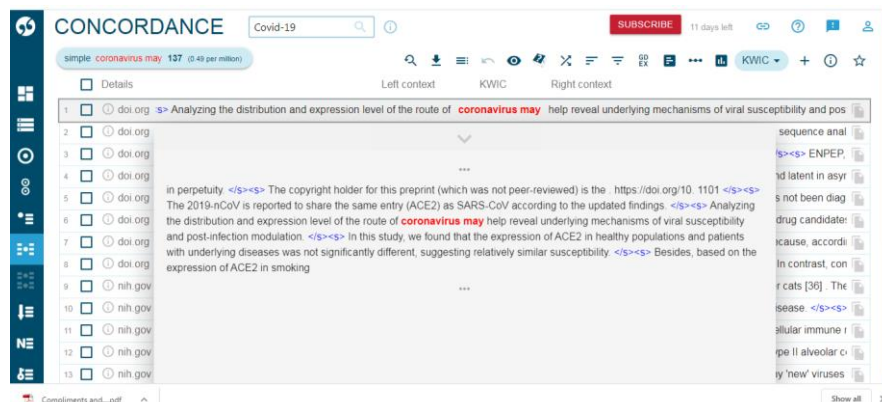 CONCORDANCE Covid-19 SUBSCRIBE 11 days left
simple coronavirus may 137 (0.49 per million) GD EX KWIC
Details Left context KWIC Right context
1 doi.org s> Analyzing the distribution and expression level of the route of coronavirus may help reveal underlying mechanisms of viral susceptibility and pos
2 doi.org sequence anal
3 doi.org /s><s> ENPEP,
4 doi.org nd latent in asyr
5 doi.org s not been diag
6 doi.org drug candidate
7 doi.org cause, accordi
8 doi.org In contrast, con
9 nih.gov r cats [36] . The
10 nih.gov isease. </s><s>
11 nih.gov ellular immune r
12 nih.gov pe II alveolar c
13 nih.gov y 'new' viruses
...
in perpetuity. </s><s> The copyright holder for this preprint (which was not peer-reviewed) is the . https://doi.org/10. 1101 </s><s>
The 2019-nCoV is reported to share the same entry (ACE2) as SARS-CoV according to the updated findings. </s><s> Analyzing
the distribution and expression level of the route of coronavirus may help reveal underlying mechanisms of viral susceptibility
and post-infection modulation. </s><s> In this study, we found that the expression of ACE2 in healthy populations and patients
with underlying diseases was not significantly different, suggesting relatively similar susceptibility. </s><s> Besides, based on the
expression of ACE2 in smoking
...
Compliments and....pdf Show all